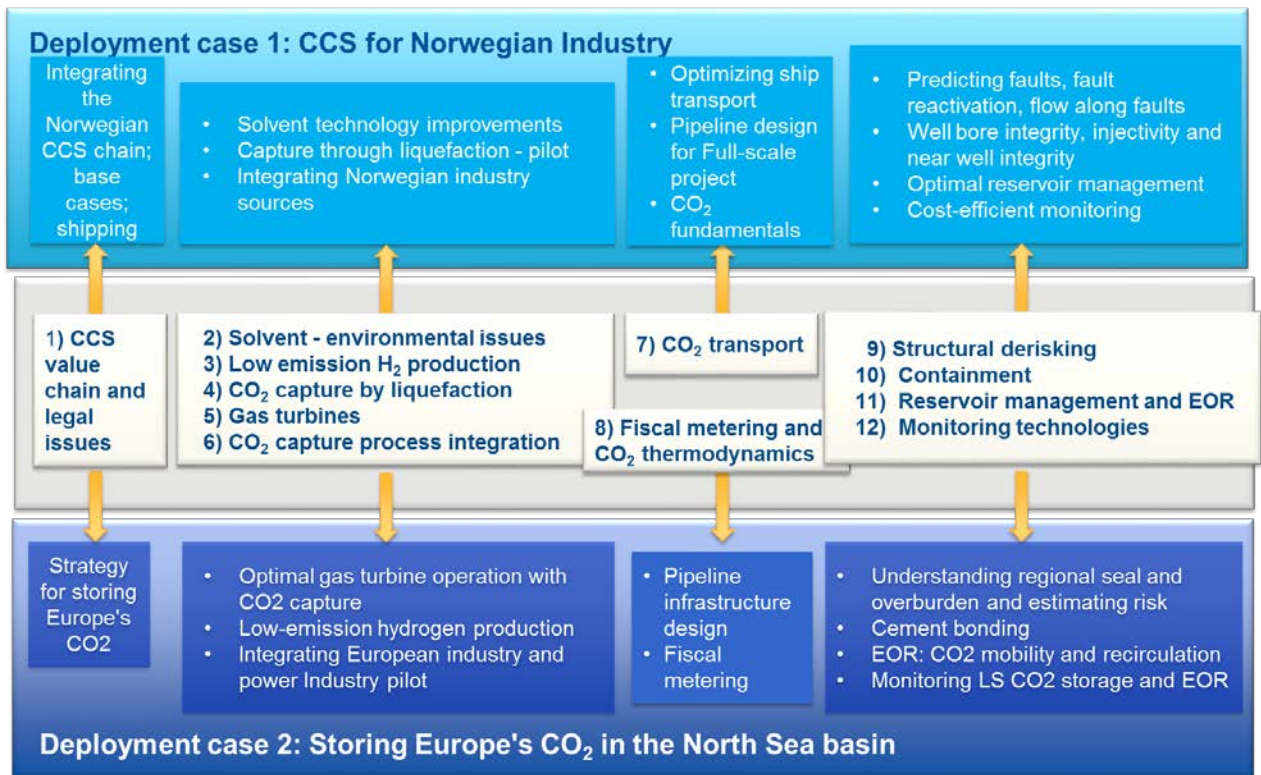 Deployment case 1: CCS for Norwegian Industry
Integrating
the
Norwegian
CCS chain;
base
cases;
shipping
• Solvent technology improvements
• Capture through liquefaction - pilot
• Integrating Norwegian industry
sources
• Optimizing ship
transport
• Pipeline design
for Full-scale
project
• CO₂
fundamentals
• Predicting faults, fault
reactivation, flow along faults
• Well bore integrity, injectivity and
near well integrity
• Optimal reservoir management
• Cost-efficient monitoring
1) CCS
value
chain and
legal
issues
2) Solvent - environmental issues
3) Low emission H₂ production
4) CO₂ capture by liquefaction
5) Gas turbines
6) CO₂ capture process integration
7) CO₂ transport
8) Fiscal metering and
CO₂ thermodynamics
9) Structural derisking
10) Containment
11) Reservoir management and EOR
12) Monitoring technologies
Strategy
for storing
Europe's
CO2
• Optimal gas turbine operation with
CO2 capture
• Low-emission hydrogen production
• Integrating European industry and
power Industry pilot
• Pipeline
infrastructure
design
• Fiscal
metering
• Understanding regional seal and
overburden and estimating risk
• Cement bonding
• EOR: CO2 mobility and recirculation
• Monitoring LS CO2 storage and EOR
Deployment case 2: Storing Europe's CO₂ in the North Sea basin